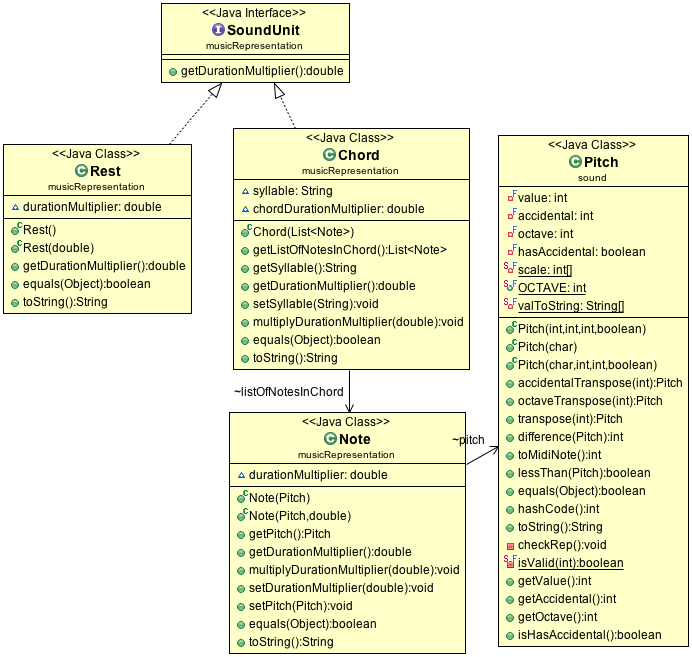 <<Java Interface>>
I SoundUnit
musicRepresentation
getDurationMultiplier():double
<<Java Class>>
C Rest
musicRepresentation
durationMultiplier: double
C Rest()
C Rest(double)
getDurationMultiplier():double
equals(Object):boolean
toString():String
<<Java Class>>
C Chord
musicRepresentation
syllable: String
chordDurationMultiplier: double
C Chord(List<Note>)
getListOfNotesInChord():List<Note>
getSyllable():String
getDurationMultiplier():double
setSyllable(String):void
multiplyDurationMultiplier(double):void
equals(Object):boolean
toString():String
~listOfNotesInChord
<<Java Class>>
C Note
musicRepresentation
durationMultiplier: double
C Note(Pitch)
C Note(Pitch,double)
getPitch():Pitch
getDurationMultiplier():double
multiplyDurationMultiplier(double):void
setDurationMultiplier(double):void
setPitch(Pitch):void
equals(Object):boolean
toString():String
~pitch
<<Java Class>>
C Pitch
sound
F value: int
F accidental: int
F octave: int
F hasAccidental: boolean
S F scale: int[]
S F OCTAVE: int
S F valToString: String[]
C Pitch(int,int,int,boolean)
C Pitch(char)
C Pitch(char,int,int,boolean)
accidentalTranspose(int):Pitch
octaveTranspose(int):Pitch
transpose(int):Pitch
difference(Pitch):int
toMidiNote():int
lessThan(Pitch):boolean
equals(Object):boolean
hashCode():int
toString():String
checkRep():void
S F isValid(int):boolean
getValue():int
getAccidental():int
getOctave():int
isHasAccidental():boolean